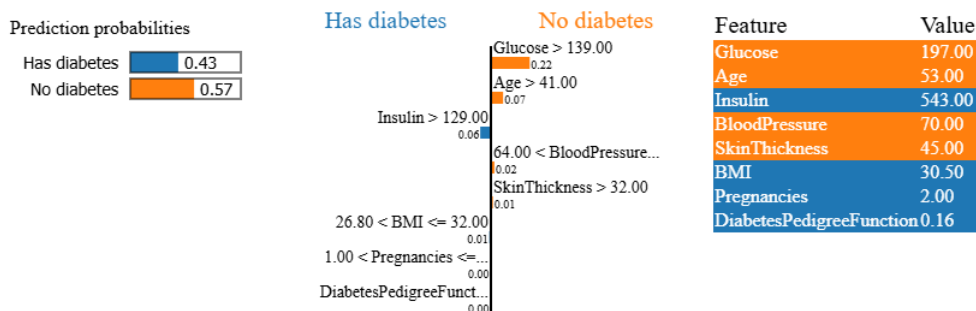 Prediction probabilities
Has diabetes 0.43
No diabetes 0.57
Has diabetes No diabetes
Glucose > 139.00
0.22
Age > 41.00
0.07
Insulin > 129.00
0.06
64.00 < BloodPressure...
0.02
SkinThickness > 32.00
0.01
26.80 < BMI <= 32.00
0.01
1.00 < Pregnancies <=...
0.00
DiabetesPedigreeFunct...
0.00
Feature Value
Glucose 197.00
Age 53.00
Insulin 543.00
BloodPressure 70.00
SkinThickness 45.00
BMI 30.50
Pregnancies 2.00
DiabetesPedigreeFunction 0.16